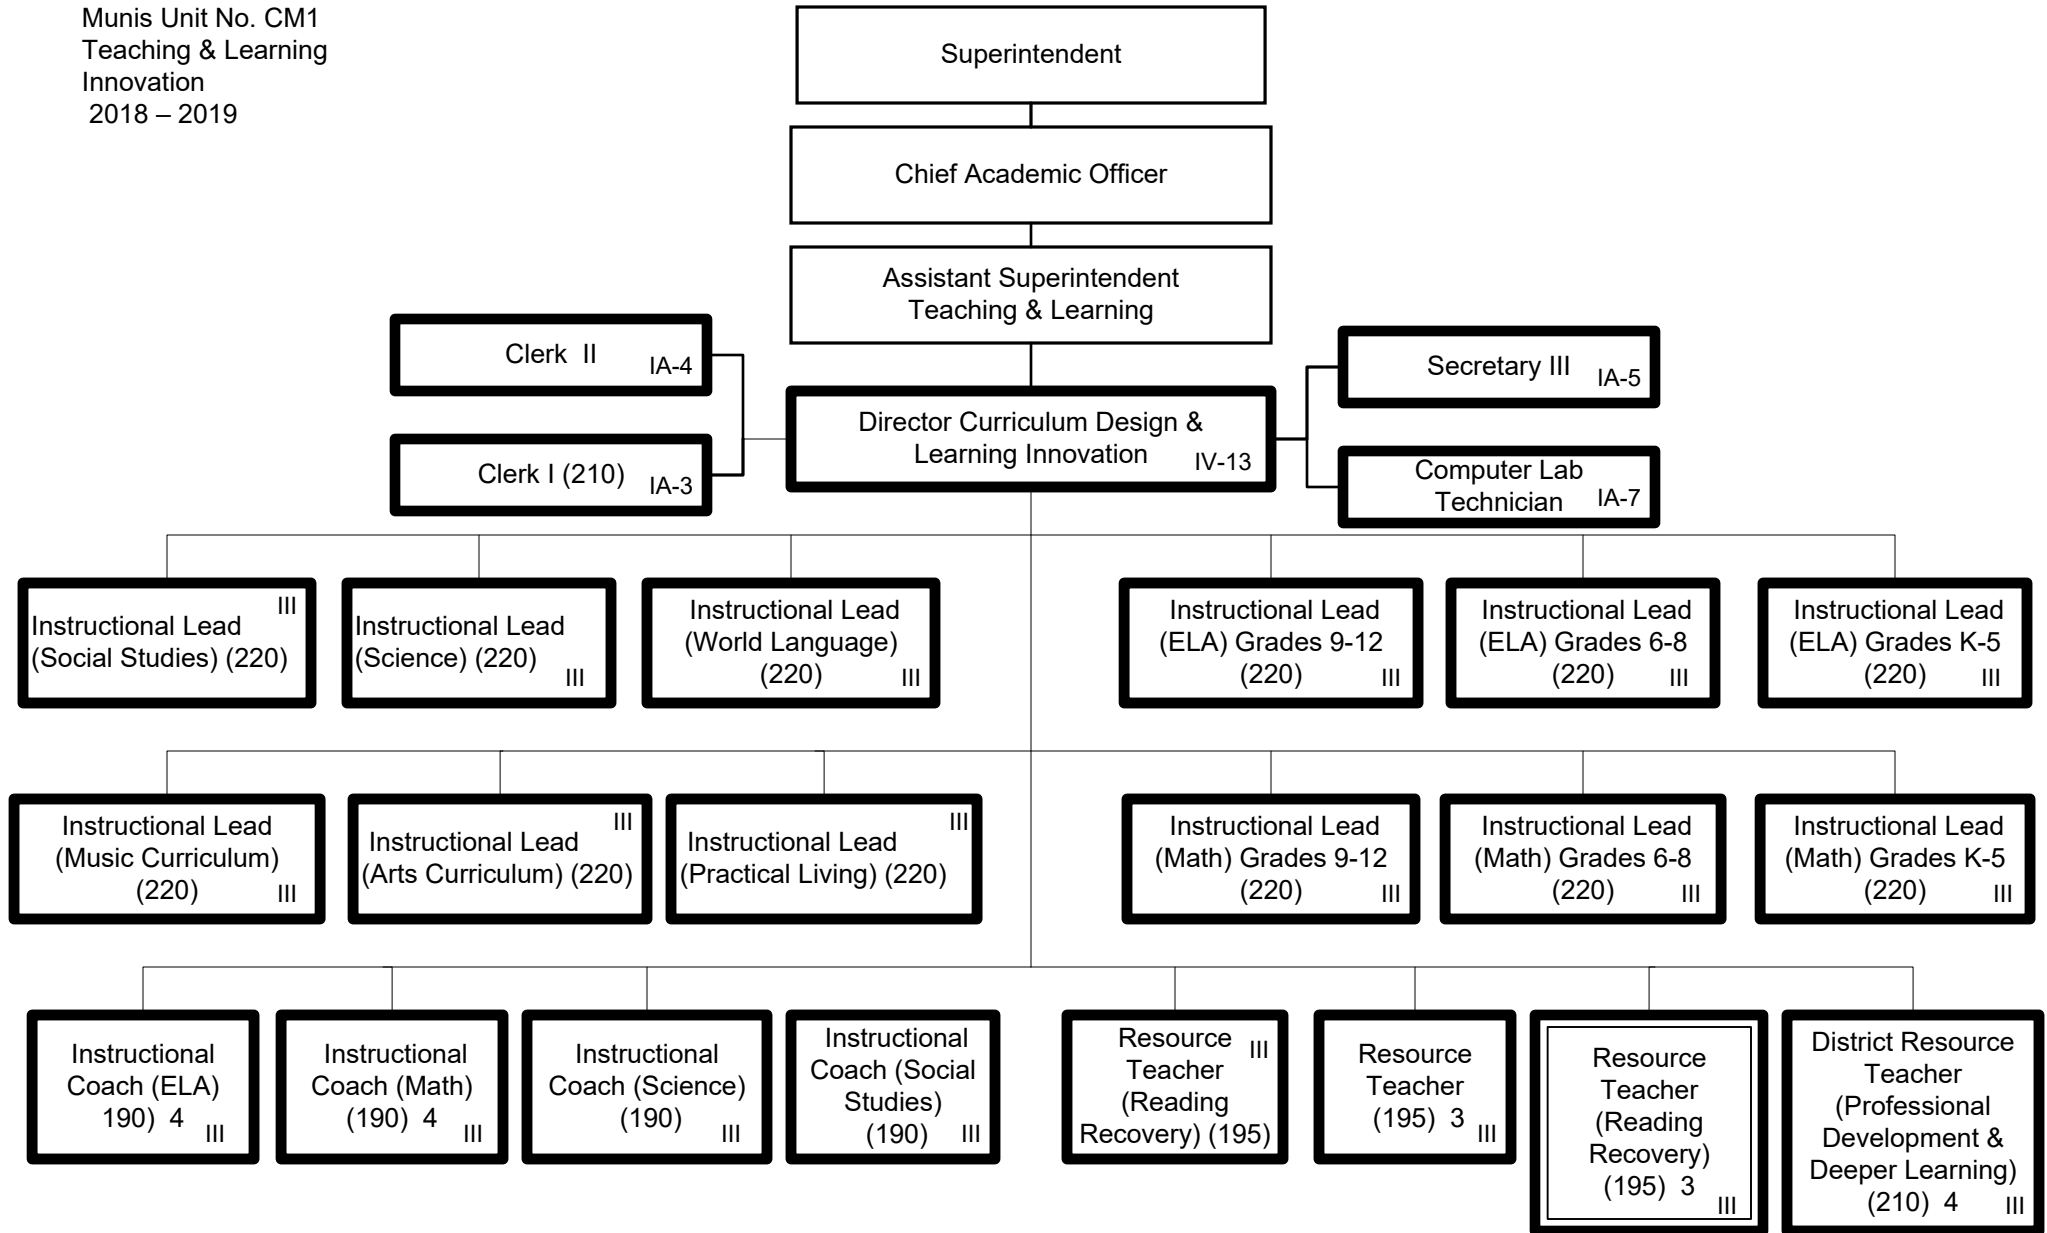 Munis Unit No. CM1
Teaching & Learning
Innovation
2018 – 2019
Superintendent
Chief Academic Officer
Assistant Superintendent
Teaching & Learning
Clerk  II
IA-4
Clerk I (210)
IA-3
Director Curriculum Design &
Learning Innovation
IV-13
Secretary III
IA-5
Computer Lab
Technician
IA-7
III
Instructional Lead
(Social Studies) (220)
Instructional Lead
(Science) (220)
III
Instructional Lead
(World Language)
(220)
III
Instructional Lead
(ELA) Grades 9-12
(220)
III
Instructional Lead
(ELA) Grades 6-8
(220)
III
Instructional Lead
(ELA) Grades K-5
(220)
III
Instructional Lead
(Music Curriculum)
(220)
III
III
Instructional Lead
(Arts Curriculum) (220)
III
Instructional Lead
(Practical Living) (220)
Instructional Lead
(Math) Grades 9-12
(220)
III
Instructional Lead
(Math) Grades 6-8
(220)
III
Instructional Lead
(Math) Grades K-5
(220)
III
Instructional
Coach (ELA)
190)  4
III
Instructional
Coach (Math)
(190)  4
III
Instructional
Coach (Science)
(190)
III
Instructional
Coach (Social
Studies)
(190)
III
Resource
III
Teacher
(Reading
Recovery) (195)
Resource
Teacher
(195)  3
III
Resource
Teacher
(Reading
Recovery)
(195)  3
III
District Resource
Teacher
(Professional
Development &
Deeper Learning)
(210)  4
III